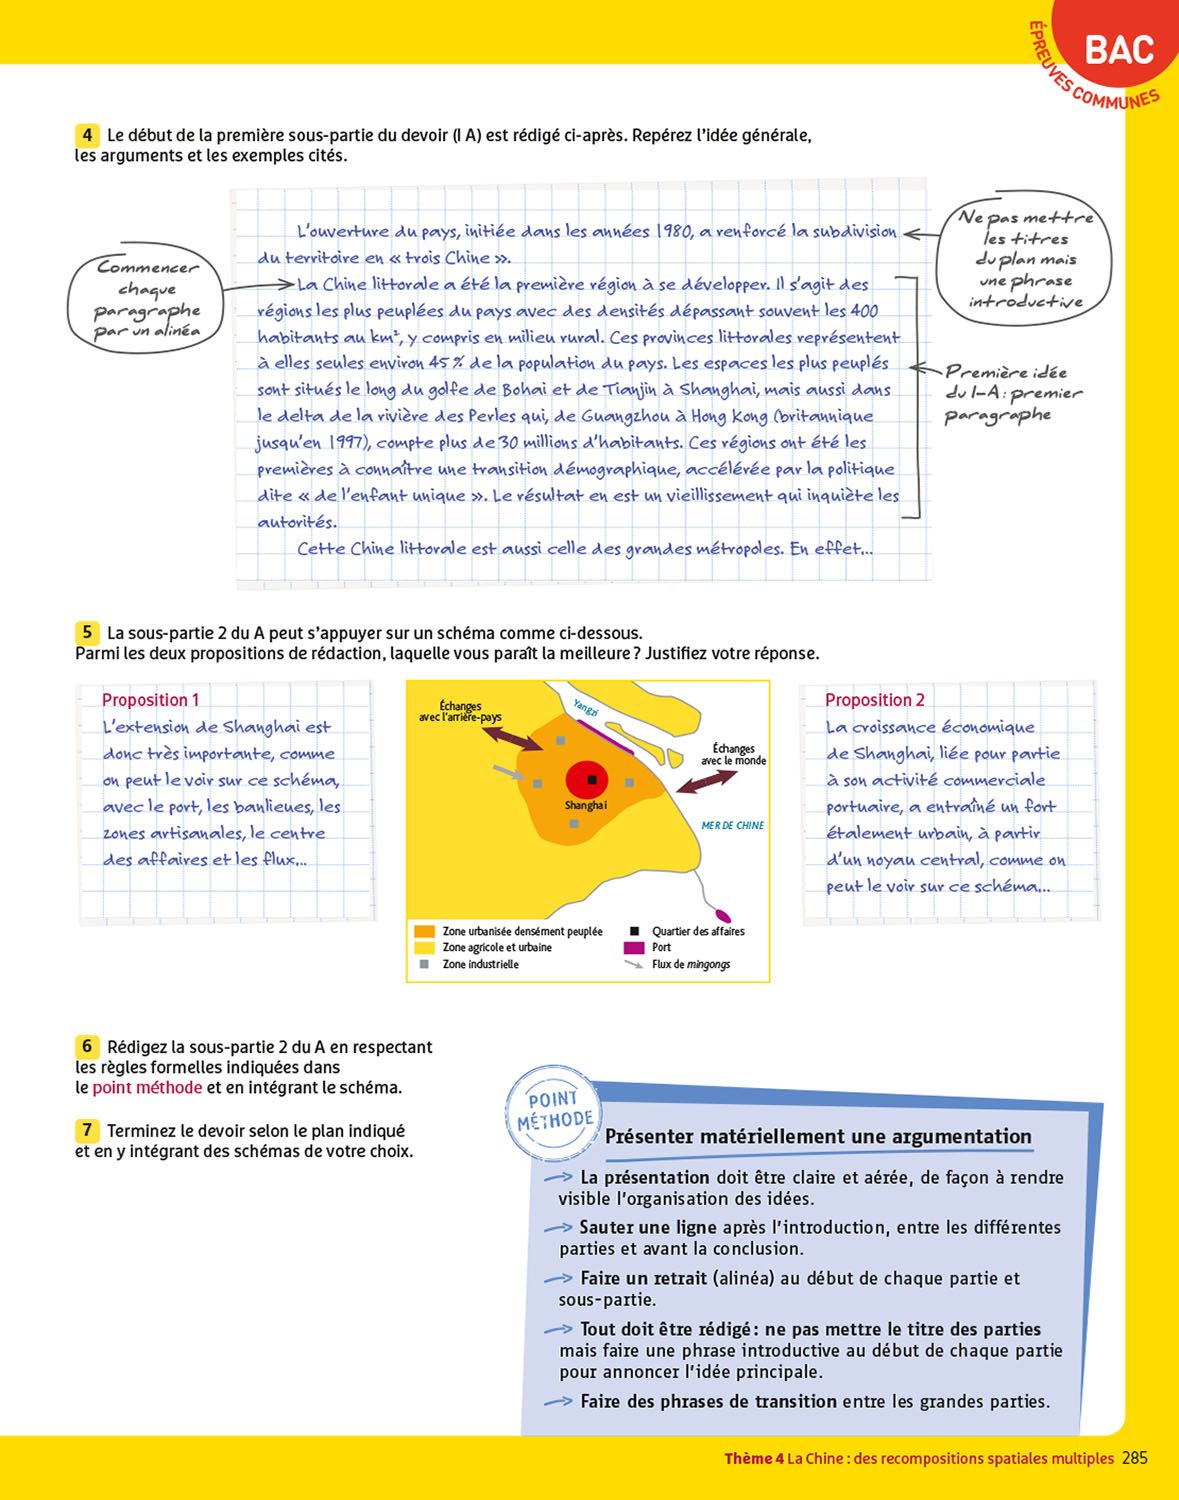 ÉPREUVES COMMUNES
BAC
4 Le début de la première sous-partie du devoir (I A) est rédigé ci-après. Repérez l'idée générale,
les arguments et les exemples cités.
Commencer
chaque
paragraphe
par un alinéa
L'ouverture du pays, initiée dans les années 1980, a renforcé la subdivision
du territoire en « trois Chine ».
La Chine littorale a été la première région à se développer. Il s'agit des
régions les plus peuplées du pays avec des densités dépassant souvent les 400
habitants au km², y compris en milieu rural. Ces provinces littorales représentent
à elles seules environ 45 % de la population du pays. Les espaces les plus peuplés
sont situés le long du golfe de Bohai et de Tianjin à Shanghai, mais aussi dans
le delta de la rivière des Perles qui, de Guangzhou à Hong Kong (britannique
jusqu'en 1997), compte plus de 30 millions d'habitants. Ces régions ont été les
premières à connaître une transition démographique, accélérée par la politique
dite « de l'enfant unique ». Le résultat en est un vieillissement qui inquiète les
autorités.
Cette Chine littorale est aussi celle des grandes métropoles. En effet...
Ne pas mettre
les titres
du plan mais
une phrase
introductive
Première idée
du I-A : premier
paragraphe
5 La sous-partie 2 du A peut s'appuyer sur un schéma comme ci-dessous.
Parmi les deux propositions de rédaction, laquelle vous paraît la meilleure ? Justifiez votre réponse.
Proposition 1
L'extension de Shanghai est
donc très importante, comme
on peut le voir sur ce schéma,
avec le port, les banlieues, les
zones artisanales, le centre
des affaires et les flux...
Échanges
avec l'arrière-pays
Yangzi
Échanges
avec le monde
Shanghai
MER DE CHINE
Zone urbanisée densément peuplée
Zone agricole et urbaine
Zone industrielle
Quartier des affaires
Port
Flux de mingongs
Proposition 2
La croissance économique
de Shanghai, liée pour partie
à son activité commerciale
portuaire, a entraîné un fort
étalement urbain, à partir
d'un noyau central, comme on
peut le voir sur ce schéma...
6 Rédigez la sous-partie 2 du A en respectant
les règles formelles indiquées dans
le point méthode et en intégrant le schéma.
7 Terminez le devoir selon le plan indiqué
et en y intégrant des schémas de votre choix.
POINT
MÉTHODE
Présenter matériellement une argumentation
La présentation doit être claire et aérée, de façon à rendre
visible l'organisation des idées.
Sauter une ligne après l'introduction, entre les différentes
parties et avant la conclusion.
Faire un retrait (alinéa) au début de chaque partie et
sous-partie.
Tout doit être rédigé : ne pas mettre le titre des parties
mais faire une phrase introductive au début de chaque partie
pour annoncer l'idée principale.
Faire des phrases de transition entre les grandes parties.
Thème 4 La Chine : des recompositions spatiales multiples 285